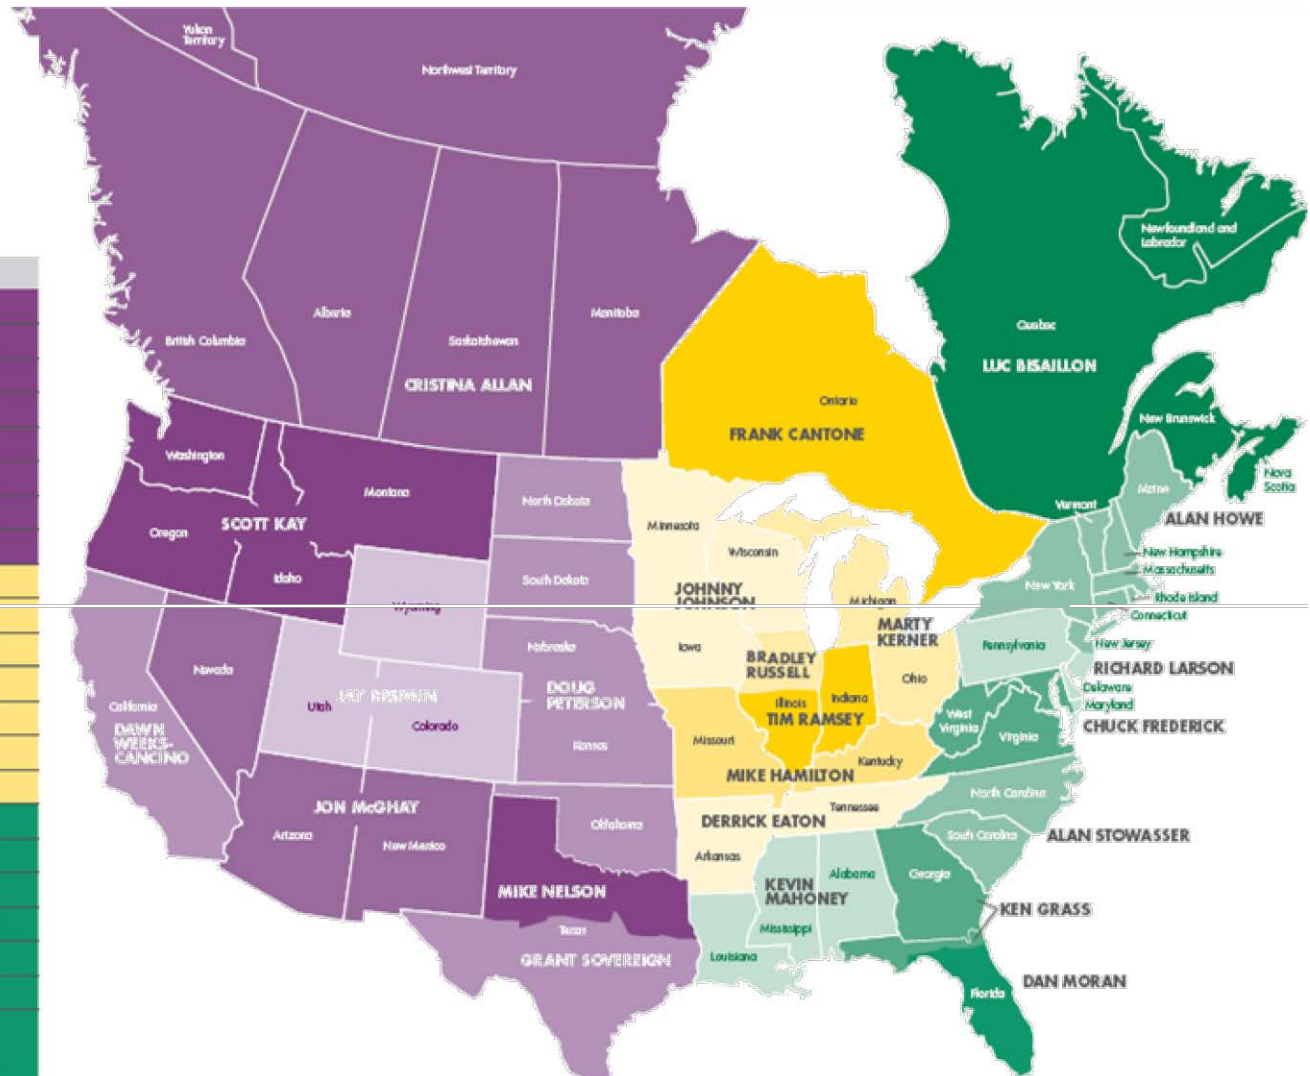 Yukon
Territory
Northwest Territory
Newfoundland and
Labrador
Alberta
Manitoba
Quebec
British Columbia
Saskatchewan
LUC BISAILLON
CRISTINA ALLAN
Ontario
FRANK CANTONE
New Brunswick
Washington
Nova
Scotia
Montana
North Dakota
Maine
Vermont
Minnesota
ALAN HOWE
SCOTT KAY
Oregon
Wisconsin
New Hampshire
Massachusetts
Idaho
South Dakota
New York
JOHNNY
JOHNSON
Michigan
Rhode Island
Wyoming
Connecticut
MARTY
KERNER
Nebraska
Iowa
Pennsylvania
New Jersey
BRADLEY
RUSSELL
Nevada
RICHARD LARSON
Ohio
Delaware
Maryland
DOUG
PETERSON
California
Utah
Illinois
Indiana
Colorado
TIM RAMSEY
West
Virginia
CHUCK FREDERICK
Virginia
DAWN
WEEKS-
CANCINO
Kansas
Missouri
Kentucky
MIKE HAMILTON
North Carolina
JON McGHAY
Tennessee
DERRICK EATON
Oklahoma
Arizona
New Mexico
South Carolina
ALAN STOWASSER
Arkansas
Alabama
Georgia
KEVIN
MAHONEY
MIKE NELSON
KEN GRASS
Mississippi
Texas
Louisiana
GRANT SOVEREIGN
DAN MORAN
Florida